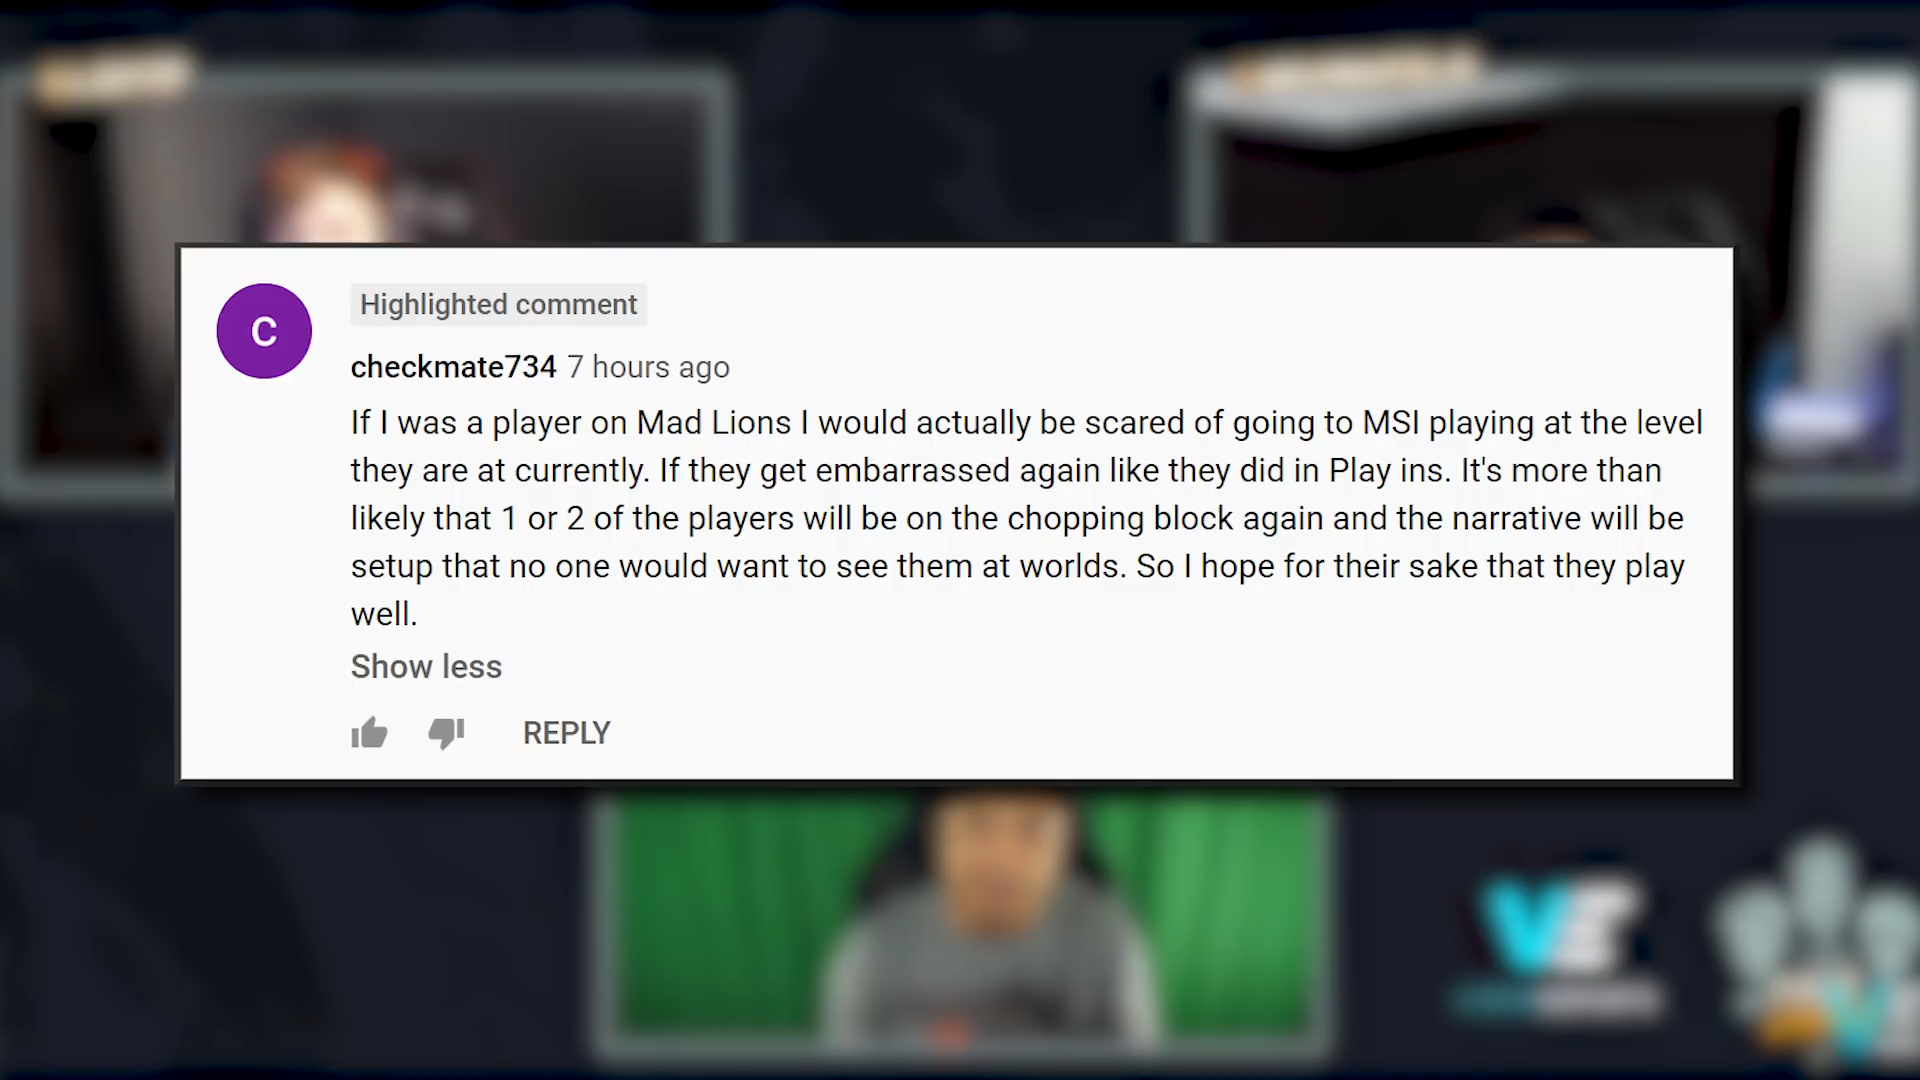 C
Highlighted comment
checkmate734 7 hours ago
If I was a player on Mad Lions I would actually be scared of going to MSI playing at the level
they are at currently. If they get embarrassed again like they did in Play ins. It's more than
likely that 1 or 2 of the players will be on the chopping block again and the narrative will be
setup that no one would want to see them at worlds. So I hope for their sake that they play
well.
Show less
REPLY